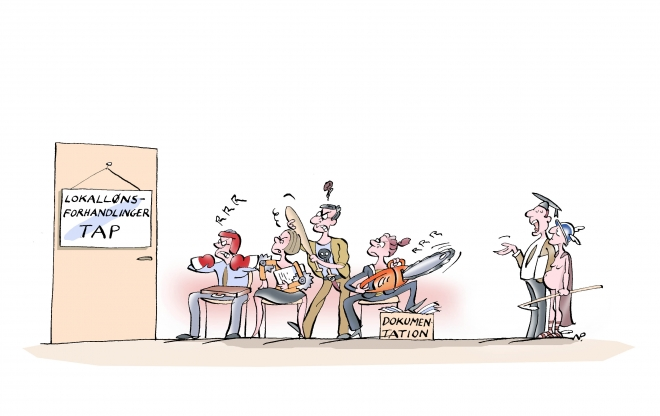 LOKALLØNS-
FORHANDLINGER
TAP
RRR
RRR
DOKUMEN-
TATION